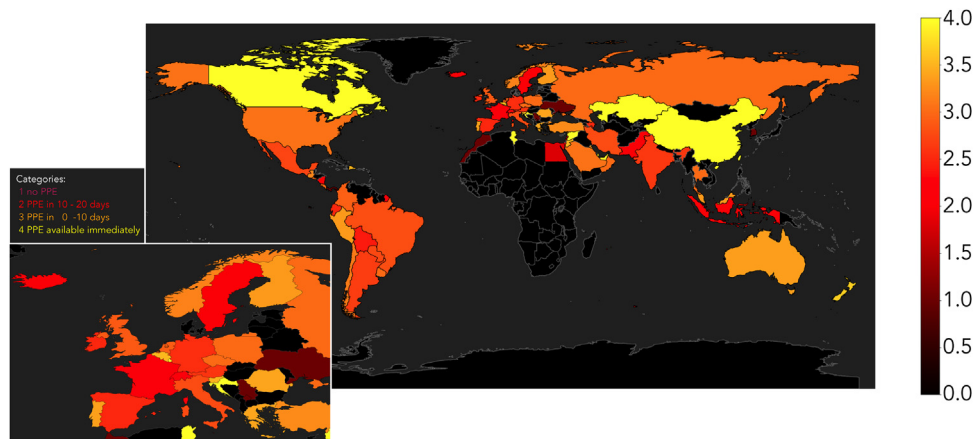 4.0
3.5
3.0
2.5
2.0
1.5
1.0
0.5
0.0
Categories:
1 no PPE
2 PPE in 10 - 20 days
3 PPE in 0 -10 days
4 PPE available immediately